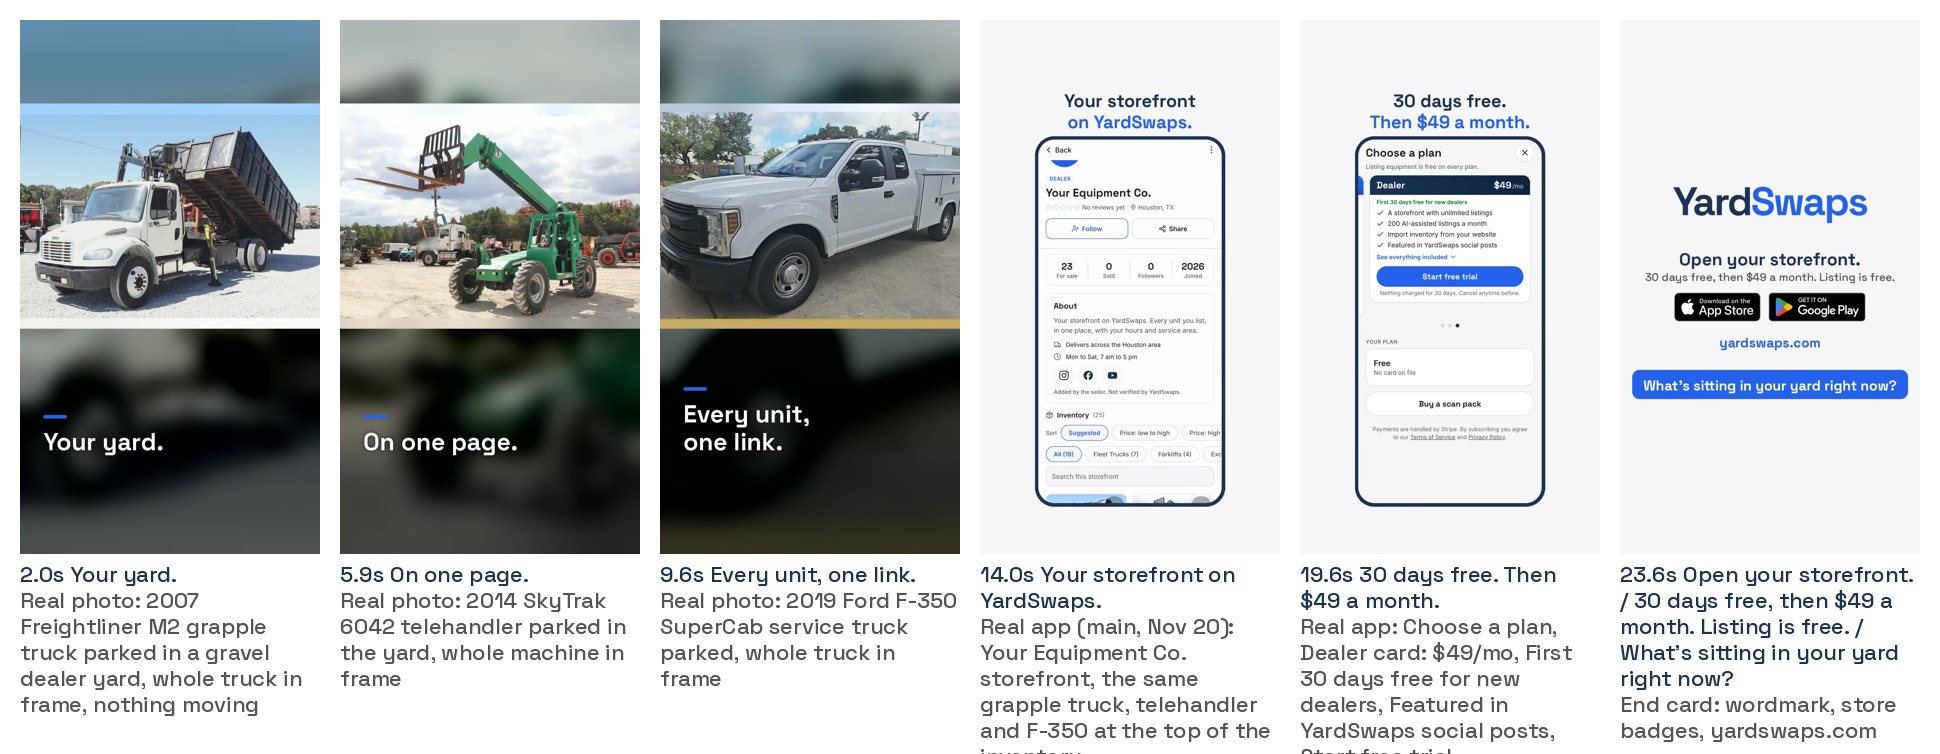 Your yard.
On one page.
Every unit,
one link.
Your storefront
on YardSwaps.
Back
DEALER
Your Equipment Co.
No reviews yet Houston, TX
Follow
Share
23
For sale
0
Sold
0
Followers
2026
Joined
About
Your storefront on YardSwaps. Every unit you list,
in one place, with your hours and service area.
Delivers across the Houston area
Mon to Sat, 7 am to 5 pm
Added by the seller. Not verified by YardSwaps.
Inventory (25)
Sort Suggested Price: low to high Price: high
All (19) Fleet Trucks (7) Forklifts (4) Exc
Search this storefront
30 days free.
Then $49 a month.
Choose a plan
Listing equipment is free on every plan.
Dealer $49/mo
First 30 days free for new dealers
A storefront with unlimited listings
200 AI-assisted listings a month
Import inventory from your website
Featured in YardSwaps social posts
See everything included
Start free trial
Nothing charged for 30 days. Cancel anytime before.
YOUR PLAN
Free
No card on file
Buy a scan pack
Payments are handled by Stripe. By subscribing you agree
to our Terms of Service and Privacy Policy.
YardSwaps
Open your storefront.
30 days free, then $49 a month. Listing is free.
Download on the
App Store
GET IT ON
Google Play
yardswaps.com
What's sitting in your yard right now?
2.0s Your yard.
Real photo: 2007
Freightliner M2 grapple
truck parked in a gravel
dealer yard, whole truck in
frame, nothing moving
5.9s On one page.
Real photo: 2014 SkyTrak
6042 telehandler parked in
the yard, whole machine in
frame
9.6s Every unit, one link.
Real photo: 2019 Ford F-350
SuperCab service truck
parked, whole truck in
frame
14.0s Your storefront on
YardSwaps.
Real app (main, Nov 20):
Your Equipment Co.
storefront, the same
grapple truck, telehandler
and F-350 at the top of the
19.6s 30 days free. Then
$49 a month.
Real app: Choose a plan,
Dealer card: $49/mo, First
30 days free for new
dealers, Featured in
YardSwaps social posts,
23.6s Open your storefront.
/ 30 days free, then $49 a
month. Listing is free. /
What's sitting in your yard
right now?
End card: wordmark, store
badges, yardswaps.com